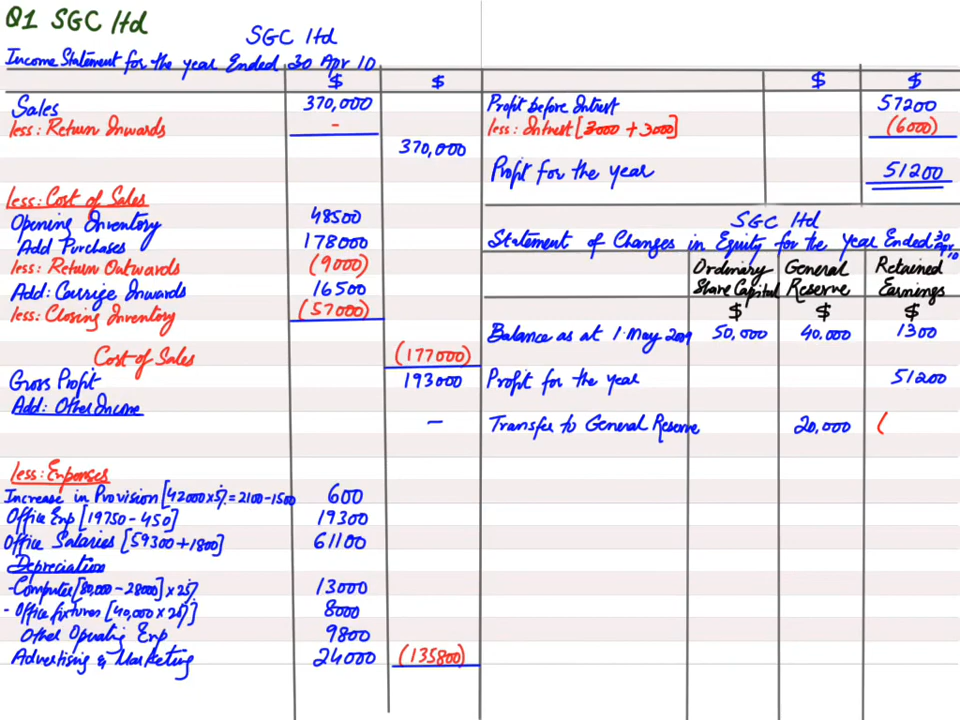 Q1 SGC ltd
SGC ltd
Income Statement for the year Ended 30 Apr 10
$ $
Sales 370,000
less: Return Inwards -
370,000
less: Cost of Sales
Opening Inventory 48500
Add Purchases 178000
less: Return Outwards (9000)
Add: Carrige Inwards 16500
less: Closing Inventory (57000)
Cost of Sales (177000)
Gross Profit 193000
Add: Other Income
—
less: Expenses
Increase in Provision [42000x5% = 2100-1500 600
Office Exp [19750-450] 19300
Office Salaries [59300+1800] 61100
Depreciation
-Computer [80,000-28000] x 25% 13000
- Office fixtures [40,000 x 20%] 8000
Other Operating Exp 9800
Advertising & Marketing 24000 (135800)
$ $
Profit before Intrest 57200
less: Intrest [3000 + 3000] (6000)
Profit for the year 51200
SGC ltd
Statement of Changes in Equity for the Year Ended 30 Apr 10
Ordinary Share Capital General Reserve Retained Earnings
$ $ $
Balance as at 1 May 2009 50,000 40.000 1300
Profit for the year 51200
Transfer to General Reserve 20,000 (